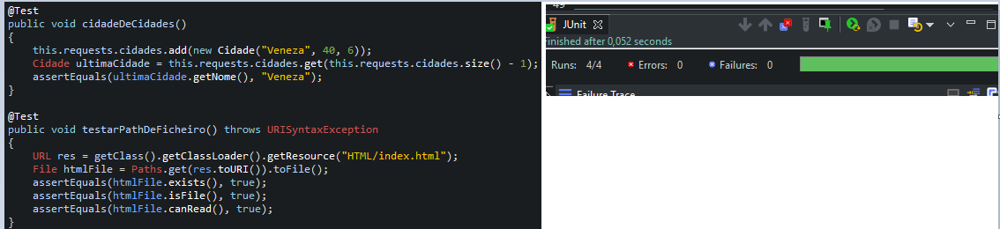 @Test
public void cidadeDeCidades()
{
this.requests.cidades.add(new Cidade("Veneza", 40, 6));
Cidade ultimaCidade = this.requests.cidades.get(this.requests.cidades.size() - 1);
assertEquals(ultimaCidade.getNome(), "Veneza");
}
@Test
public void testarPathDeFicheiro() throws URISyntaxException
{
URL res = getClass().getClassLoader().getResource("HTML/index.html");
File htmlFile = Paths.get(res.toURI()).toFile();
assertEquals(htmlFile.exists(), true);
assertEquals(htmlFile.isFile(), true);
assertEquals(htmlFile.canRead(), true);
}
49
JUnit
Finished after 0,052 seconds
Runs: 4/4 Errors: 0 Failures: 0
Failure Trace